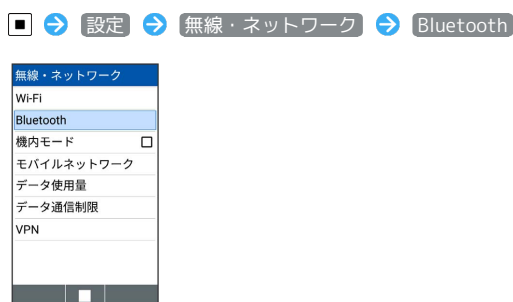 設定 無線・ネットワーク Bluetooth
無線・ネットワーク
Wi-Fi
Bluetooth
機内モード
モバイルネットワーク
データ使用量
データ通信制限
VPN